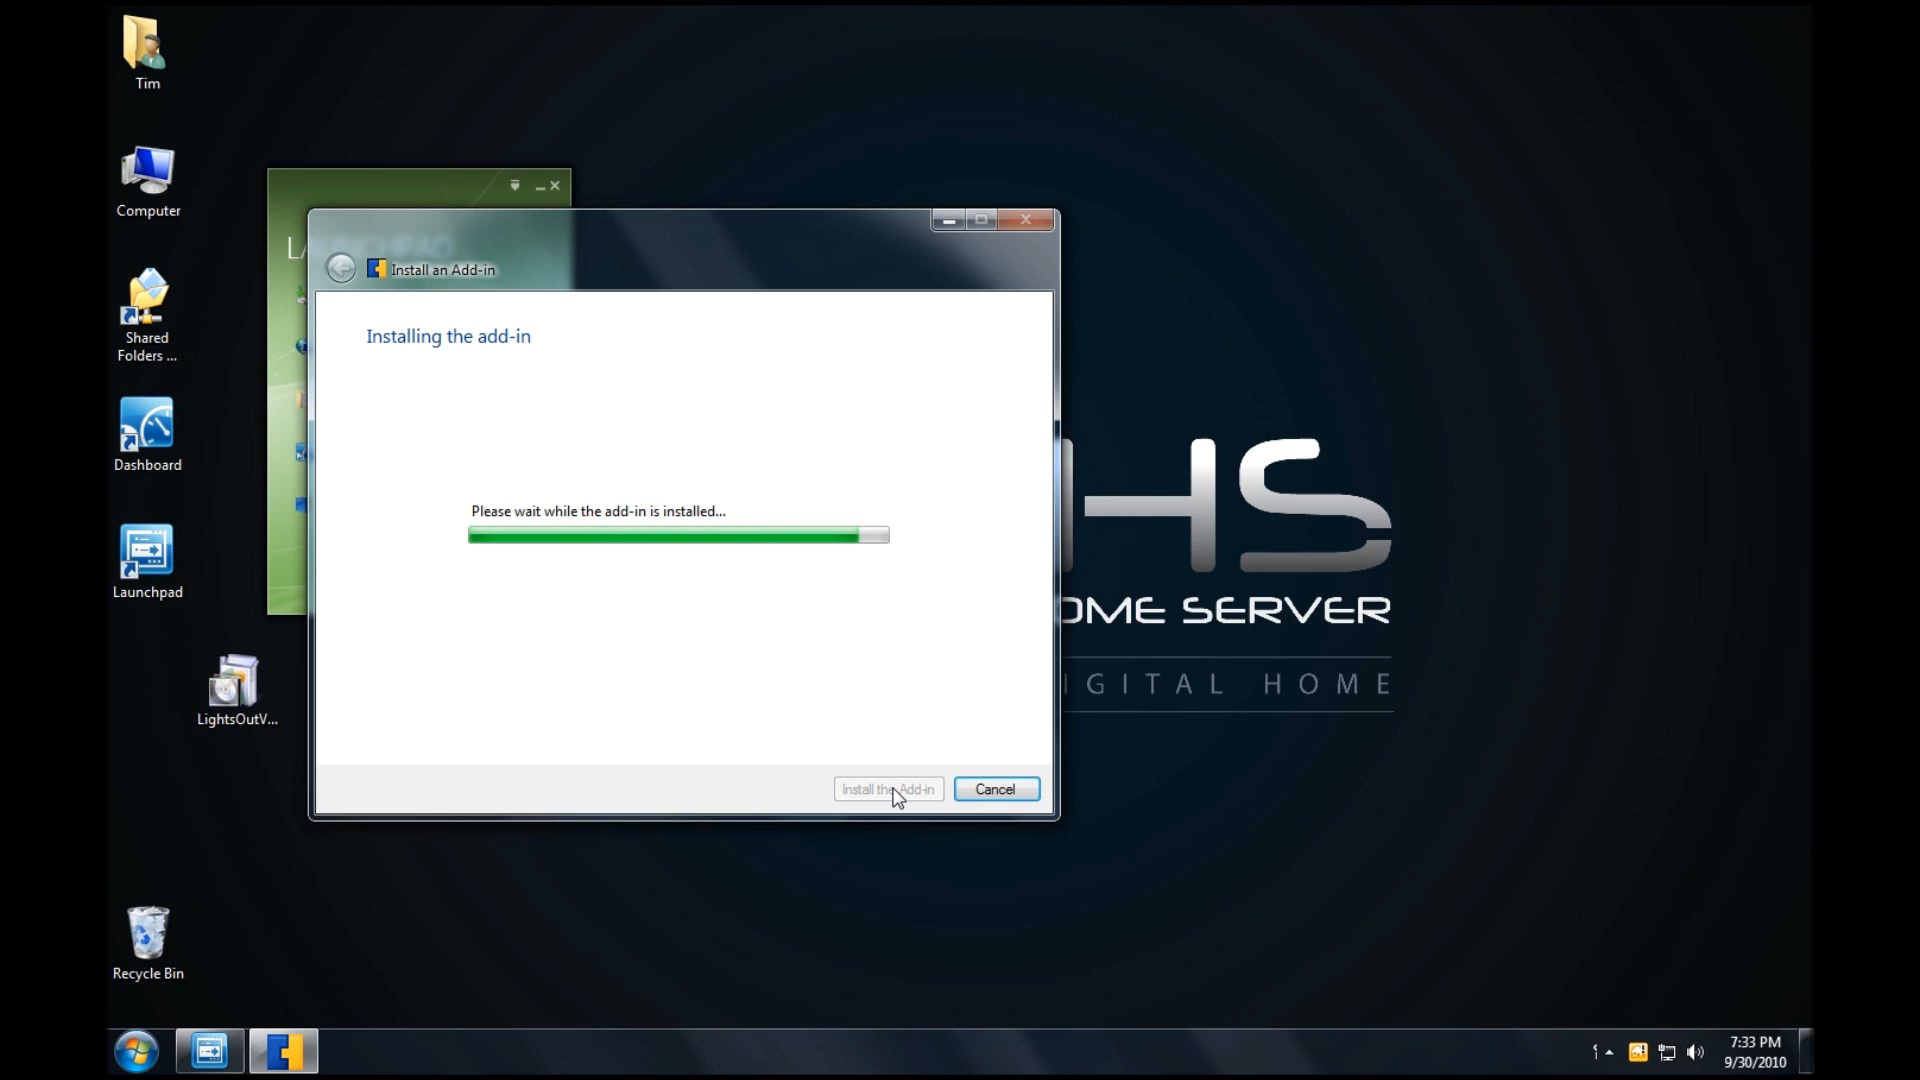 Tim
Computer
Shared
Folders ...
Dashboard
Launchpad
LightsOutV...
Recycle Bin
Install an Add-in
Installing the add-in
Please wait while the add-in is installed...
Install the Add-in
Cancel
HS
OME SERVER
IGITAL HOME
7:33 PM
9/30/2010